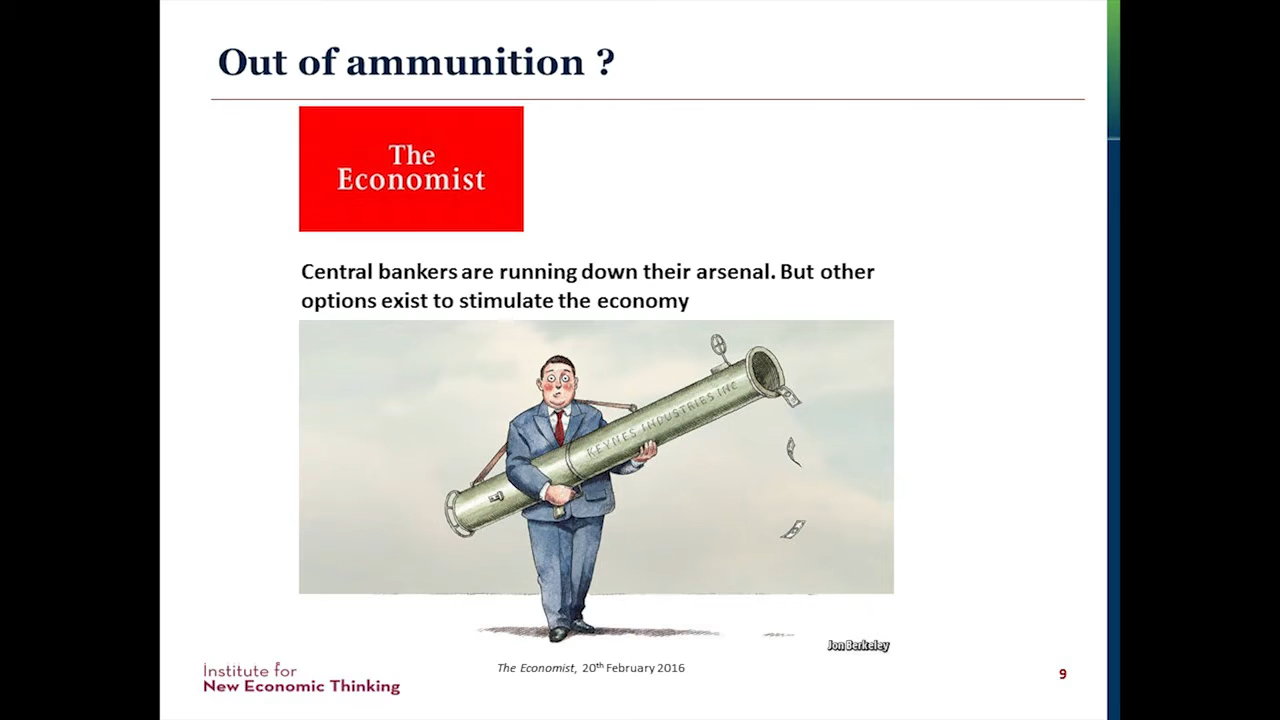 Out of ammunition ?
The
Economist
Central bankers are running down their arsenal. But other
options exist to stimulate the economy
KEYNES INDUSTRIES INC
Jon Berkeley
The Economist, 20th February 2016
Institute for
New Economic Thinking
9